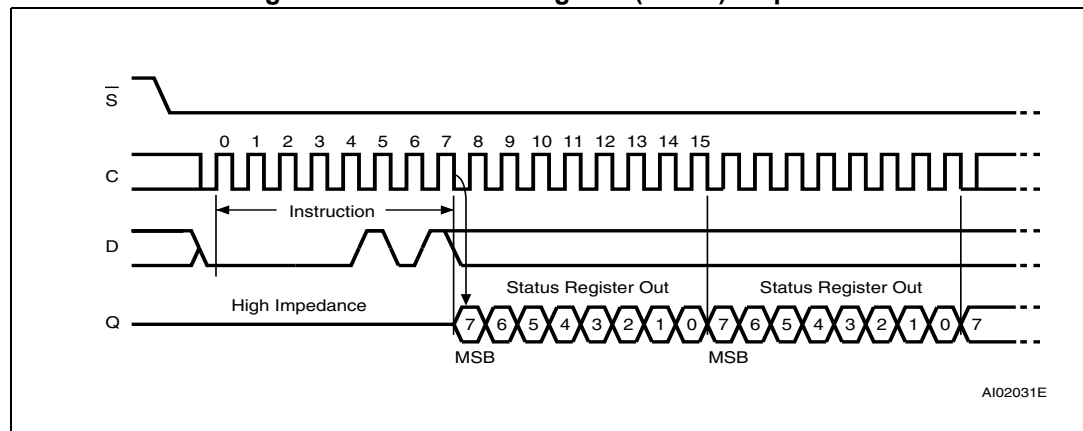 S
0 1 2 3 4 5 6 7 8 9 10 11 12 13 14 15
C
Instruction
D
High Impedance
Status Register Out Status Register Out
Q
7 6 5 4 3 2 1 0 7 6 5 4 3 2 1 0 7
MSB MSB
AI02031E